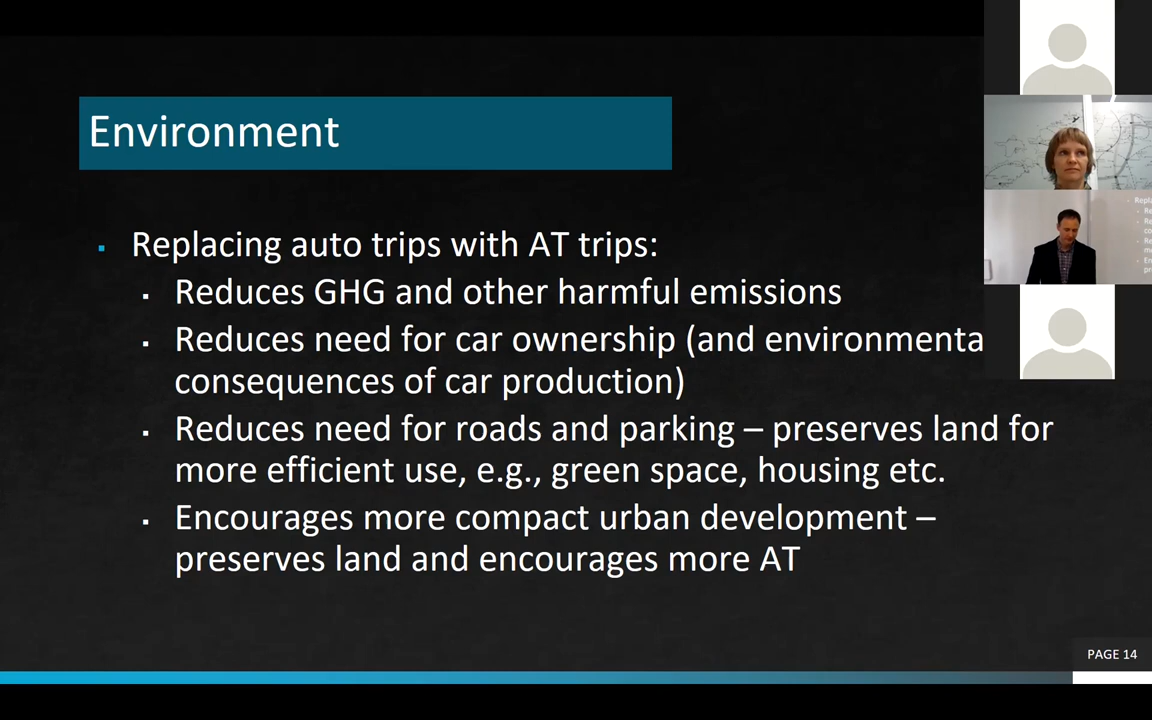 Environment
Replacing auto trips with AT trips:
Reduces GHG and other harmful emissions
Reduces need for car ownership (and environmenta
consequences of car production)
Reduces need for roads and parking – preserves land for
more efficient use, e.g., green space, housing etc.
Encourages more compact urban development –
preserves land and encourages more AT
PAGE 14